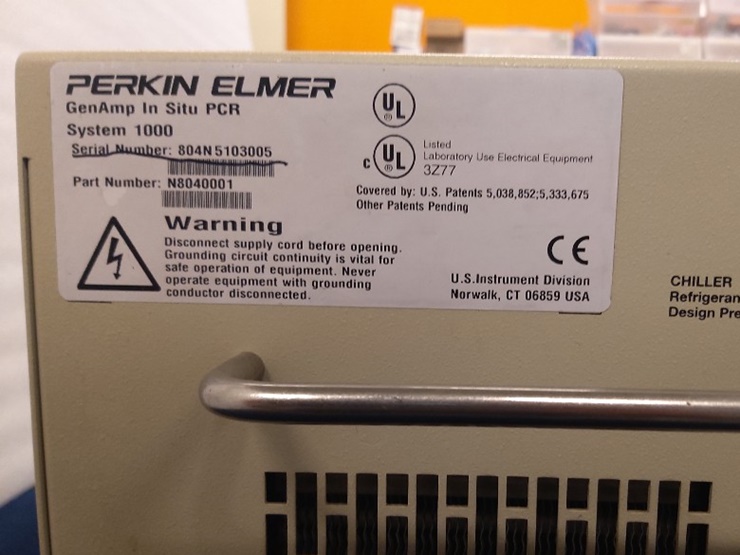 PERKIN ELMER
GenAmp In Situ PCR
System 1000
Serial Number: 804N5103005
Part Number: N8040001
Warning
Disconnect supply cord before opening.
Grounding circuit continuity is vital for
safe operation of equipment. Never
operate equipment with grounding
conductor disconnected.
UL
c UL
Listed
Laboratory Use Electrical Equipment
3Z77
Covered by: U.S. Patents 5,038,852;5,333,675
Other Patents Pending
CE
U.S.Instrument Division
Norwalk, CT 06859 USA
CHILLER
Refrigeran
Design Pre